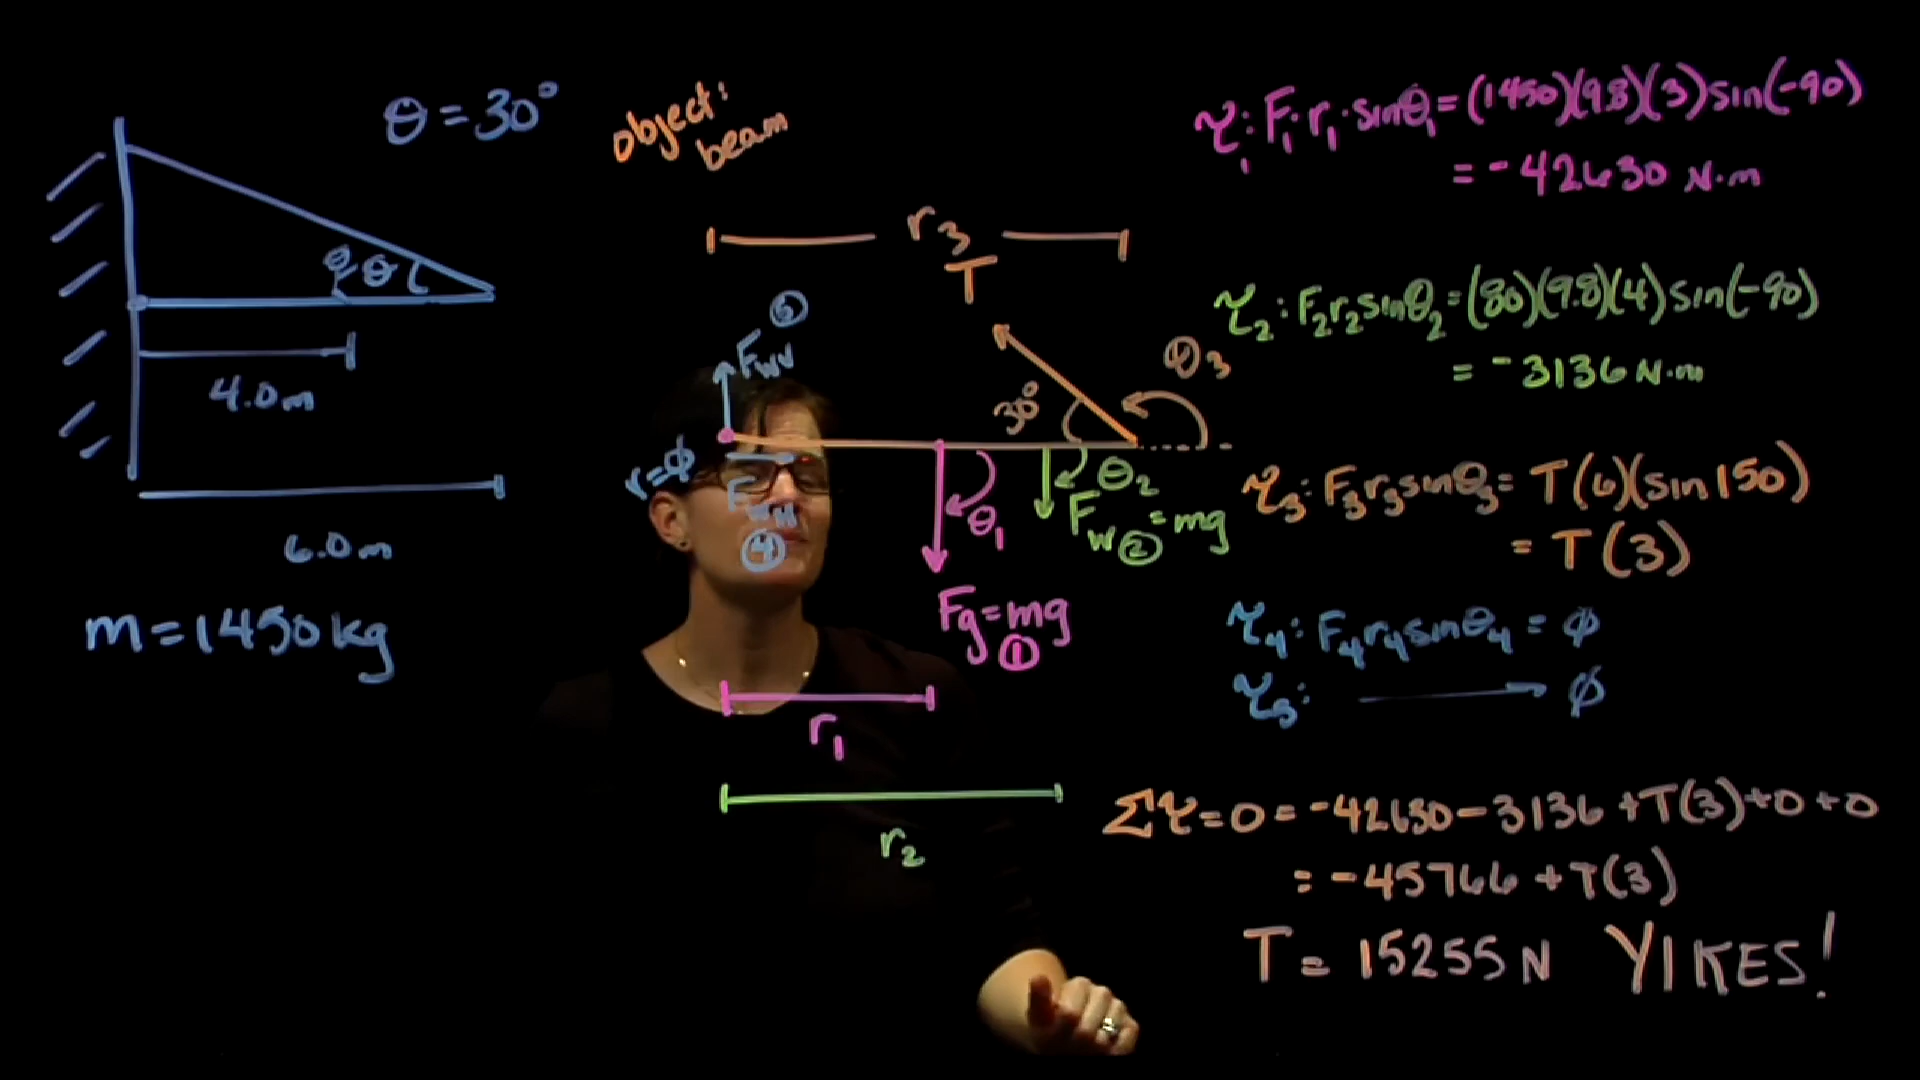 θ = 30°
θ
4.0m
6.0m
m = 1450 kg
object:
beam
r₃
T
⑤
F_WV
30°
θ₃
r=∅
F_WH
④
θ₁
θ₂
F_W② = mg
Fg = mg
①
r₁
r₂
τ₁: F₁·r₁·sinθ₁ = (1450)(9.8)(3)sin(-90)
= -42630 N·m
τ₂: F₂r₂sinθ₂ = (80)(9.8)(4)sin(-90)
= -3136 N·m
τ₃: F₃r₃sinθ₃ = T(6)(sin150)
= T(3)
τ₄: F₄r₄sinθ₄ = ∅
τ₅: → ∅
Στ = 0 = -42630 - 3136 + T(3) + 0 + 0
= -45766 + T(3)
T = 15255 N YIKES!